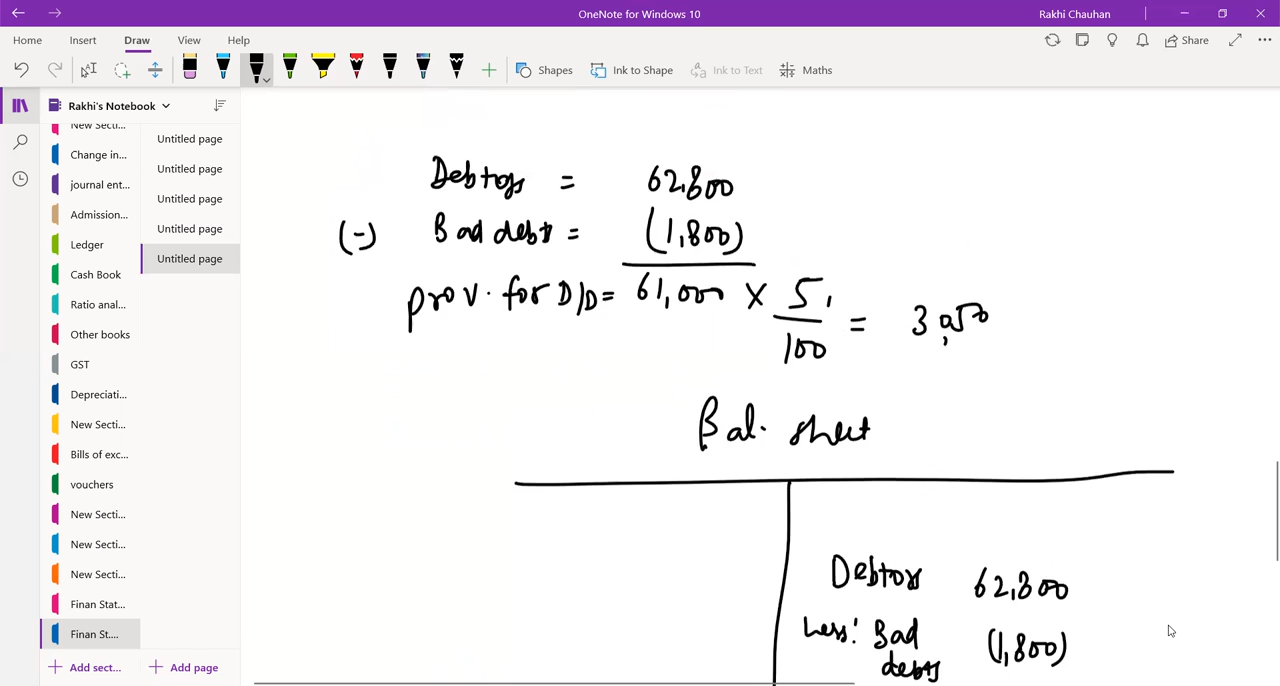 OneNote for Windows 10
Rakhi Chauhan
Home Insert Draw View Help
Share
Shapes Ink to Shape Ink to Text Maths
Rakhi's Notebook
New Secti...
Change in...
journal ent...
Admission...
Ledger
Cash Book
Ratio anal...
Other books
GST
Depreciati...
New Secti...
Bills of exc...
vouchers
New Secti...
New Secti...
New Secti...
Finan Stat...
Finan St....
Add sect...
Untitled page
Untitled page
Untitled page
Untitled page
Untitled page
Add page
Debtors = 62,800
(-) Bad debt = (1,800)
prov. for D/D = 61,000 X 5
100 = 3,050
Bal. sheet
Debtors 62,800
Less: Bad (1,800)
debts